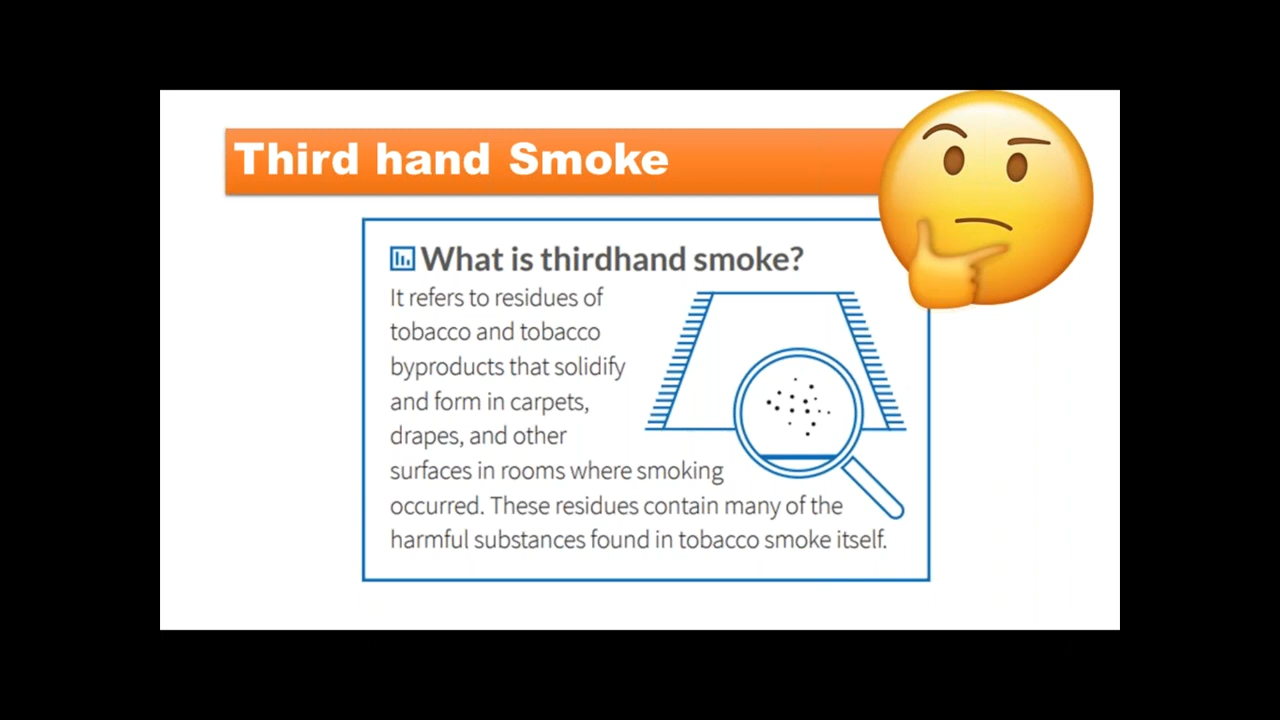 Third hand Smoke
What is thirdhand smoke?
It refers to residues of
tobacco and tobacco
byproducts that solidify
and form in carpets,
drapes, and other
surfaces in rooms where smoking
occurred. These residues contain many of the
harmful substances found in tobacco smoke itself.